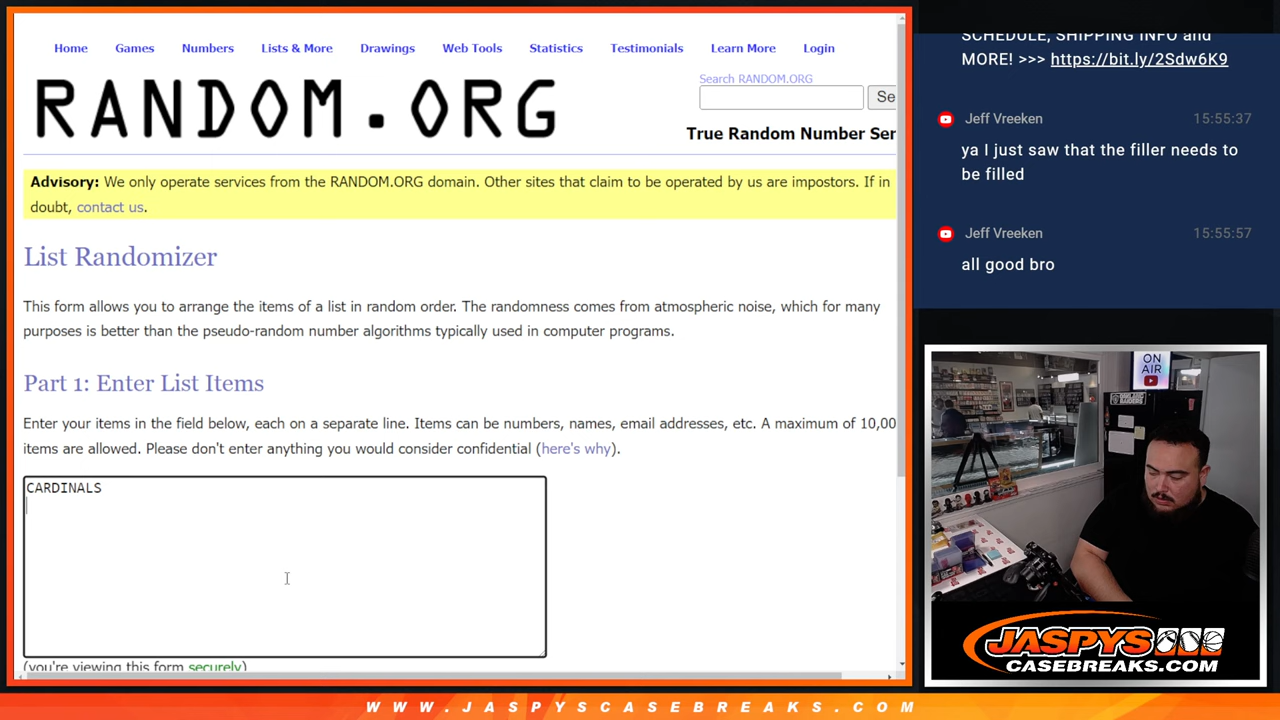 Home Games Numbers Lists & More Drawings Web Tools Statistics Testimonials Learn More Login
RANDOM.ORG
Search RANDOM.ORG
Se
True Random Number Ser
Advisory: We only operate services from the RANDOM.ORG domain. Other sites that claim to be operated by us are impostors. If in
doubt, contact us.
List Randomizer
This form allows you to arrange the items of a list in random order. The randomness comes from atmospheric noise, which for many
purposes is better than the pseudo-random number algorithms typically used in computer programs.
Part 1: Enter List Items
Enter your items in the field below, each on a separate line. Items can be numbers, names, email addresses, etc. A maximum of 10,00
items are allowed. Please don't enter anything you would consider confidential (here's why).
CARDINALS
(you're viewing this form securely)
SCHEDULE, SHIPPING INFO and
MORE! >>> https://bit.ly/2Sdw6K9
Jeff Vreeken 15:55:37
ya I just saw that the filler needs to
be filled
Jeff Vreeken 15:55:57
all good bro
ON
AIR
JASPYS
CASEBREAKS.COM
WWW.JASPYSCASEBREAKS.COM